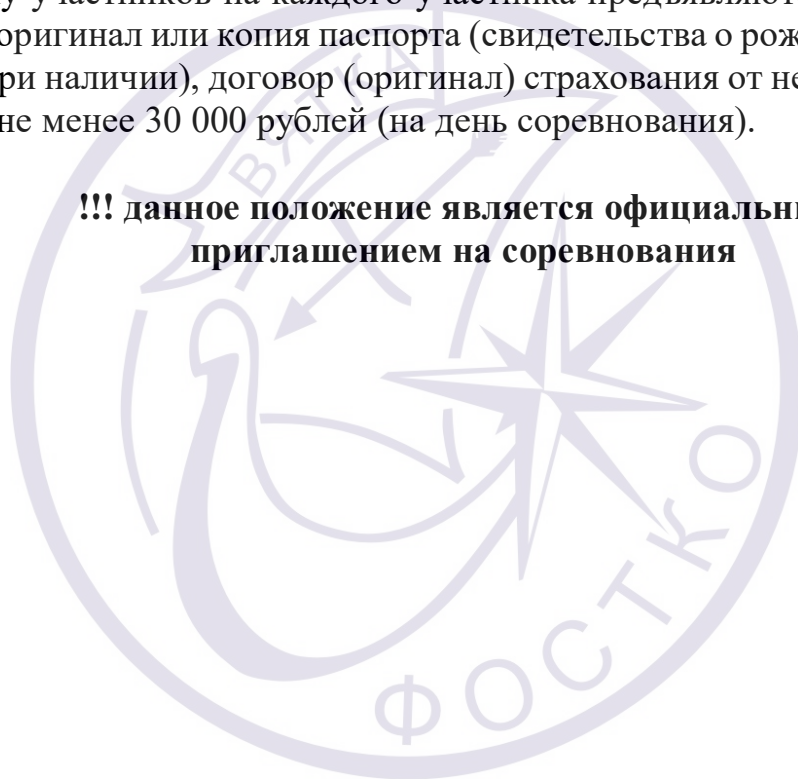 у участников на каждого участника предъявляют
оригинал или копия паспорта (свидетельства о рож
ри наличии), договор (оригинал) страхования от не
не менее 30 000 рублей (на день соревнования).
!!! данное положение является официальн
приглашением на соревнования
ВЯТКА
ФОСТКО